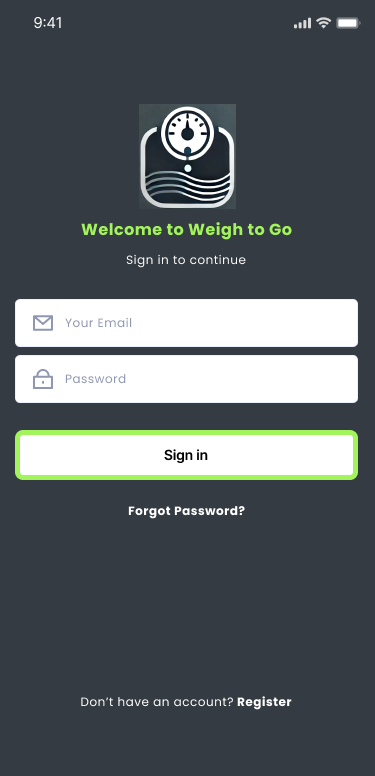 9:41
Welcome to Weigh to Go
Sign in to continue
Your Email
Password
Sign in
Forgot Password?
Don’t have an account? Register